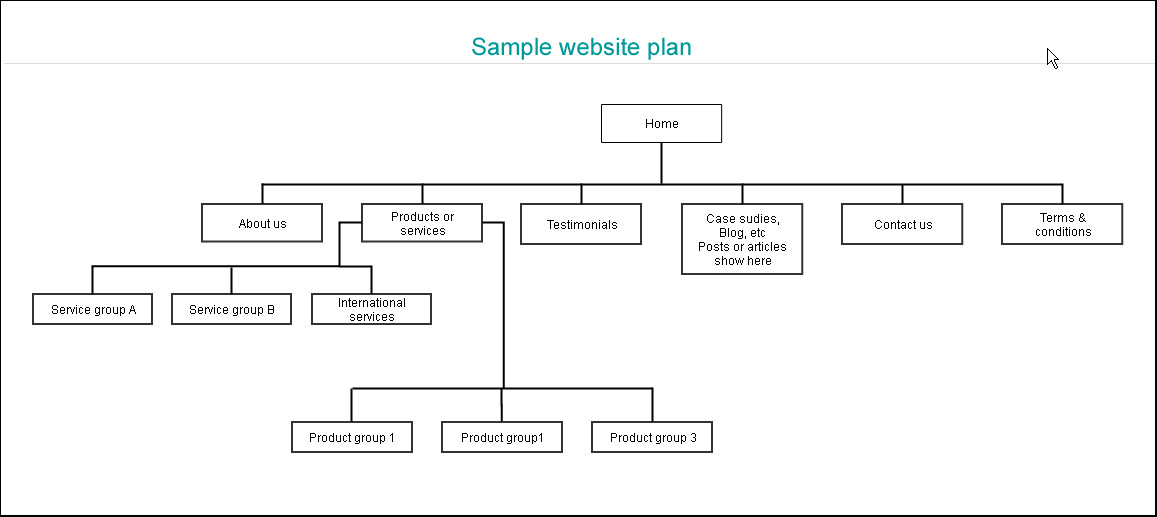 Sample website plan
Home
About us
Products or
services
Testimonials
Case sudies,
Blog, etc
Posts or articles
show here
Contact us
Terms &
conditions
Service group A
Service group B
International
services
Product group 1
Product group1
Product group 3